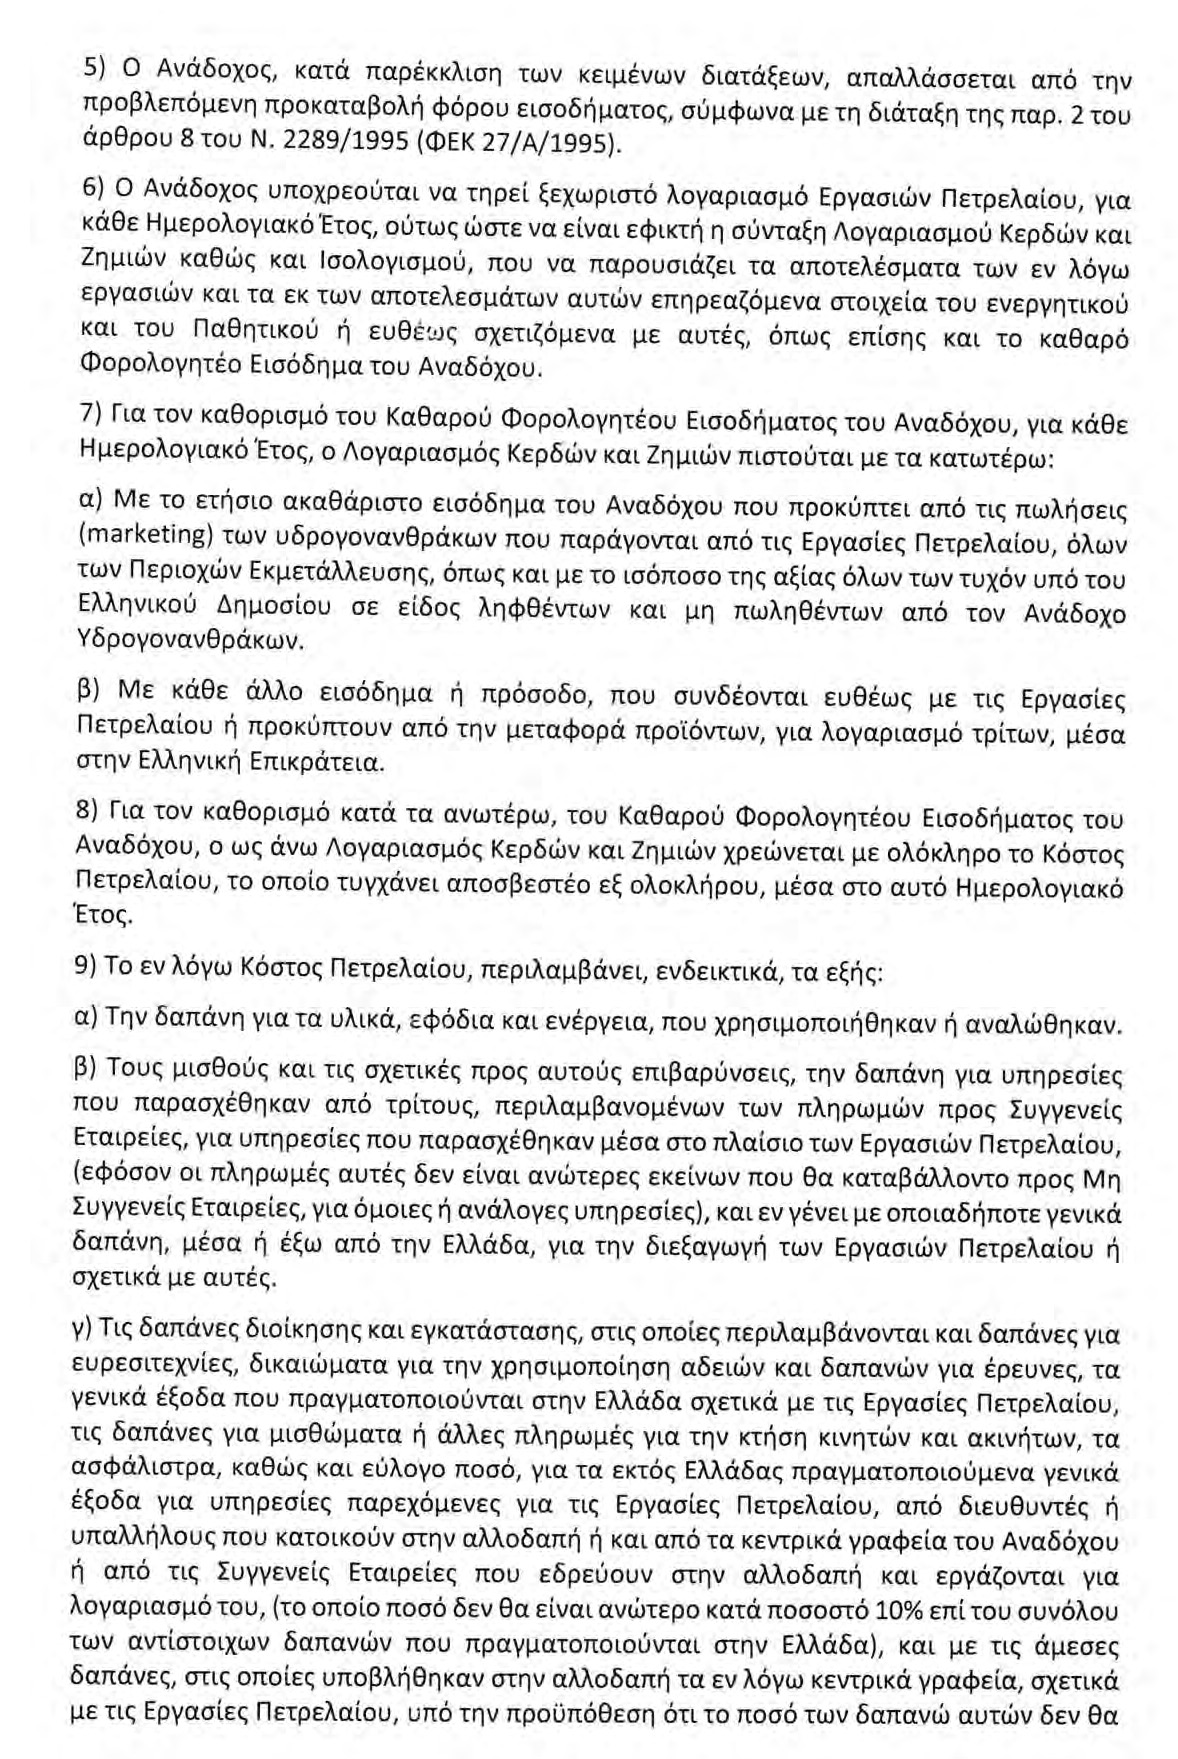 5) Ο Ανάδοχος, κατά παρέκκλιση των κειμένων διατάξεων, απαλλάσσεται από την
προβλεπόμενη προκαταβολή φόρου εισοδήματος, σύμφωνα με τη διάταξη της παρ. 2 του
άρθρου 8 του Ν. 2289/1995 (ΦΕΚ 27/Α/1995).
6) Ο Ανάδοχος υποχρεούται να τηρεί ξεχωριστό λογαριασμό Εργασιών Πετρελαίου, για
κάθε Ημερολογιακό Έτος, ούτως ώστε να είναι εφικτή η σύνταξη Λογαριασμού Κερδών και
Ζημιών καθώς και Ισολογισμού, που να παρουσιάζει τα αποτελέσματα των εν λόγω
εργασιών και τα εκ των αποτελεσμάτων αυτών επηρεαζόμενα στοιχεία του ενεργητικού
και του Παθητικού ή ευθέως σχετιζόμενα με αυτές, όπως επίσης και το καθαρό
Φορολογητέο Εισόδημα του Αναδόχου.
7) Για τον καθορισμό του Καθαρού Φορολογητέου Εισοδήματος του Αναδόχου, για κάθε
Ημερολογιακό Έτος, ο Λογαριασμός Κερδών και Ζημιών πιστούται με τα κατωτέρω:
α) Με το ετήσιο ακαθάριστο εισόδημα του Αναδόχου που προκύπτει από τις πωλήσεις
(marketing) των υδρογονανθράκων που παράγονται από τις Εργασίες Πετρελαίου, όλων
των Περιοχών Εκμετάλλευσης, όπως και με το ισόποσο της αξίας όλων των τυχόν υπό του
Ελληνικού Δημοσίου σε είδος ληφθέντων και μη πωληθέντων από τον Ανάδοχο
Υδρογονανθράκων.
β) Με κάθε άλλο εισόδημα ή πρόσοδο, που συνδέονται ευθέως με τις Εργασίες
Πετρελαίου ή προκύπτουν από την μεταφορά προϊόντων, για λογαριασμό τρίτων, μέσα
στην Ελληνική Επικράτεια.
8) Για τον καθορισμό κατά τα ανωτέρω, του Καθαρού Φορολογητέου Εισοδήματος του
Αναδόχου, ο ως άνω Λογαριασμός Κερδών και Ζημιών χρεώνεται με ολόκληρο το Κόστος
Πετρελαίου, το οποίο τυγχάνει αποσβεστέο εξ ολοκλήρου, μέσα στο αυτό Ημερολογιακό
Έτος.
9) Το εν λόγω Κόστος Πετρελαίου, περιλαμβάνει, ενδεικτικά, τα εξής:
α) Την δαπάνη για τα υλικά, εφόδια και ενέργεια, που χρησιμοποιήθηκαν ή αναλώθηκαν.
β) Τους μισθούς και τις σχετικές προς αυτούς επιβαρύνσεις, την δαπάνη για υπηρεσίες
που παρασχέθηκαν από τρίτους, περιλαμβανομένων των πληρωμών προς Συγγενείς
Εταιρείες, για υπηρεσίες που παρασχέθηκαν μέσα στο πλαίσιο των Εργασιών Πετρελαίου,
(εφόσον οι πληρωμές αυτές δεν είναι ανώτερες εκείνων που θα καταβάλλοντο προς Μη
Συγγενείς Εταιρείες, για όμοιες ή ανάλογες υπηρεσίες), και εν γένει με οποιαδήποτε γενικά
δαπάνη, μέσα ή έξω από την Ελλάδα, για την διεξαγωγή των Εργασιών Πετρελαίου ή
σχετικά με αυτές.
γ) Τις δαπάνες διοίκησης και εγκατάστασης, στις οποίες περιλαμβάνονται και δαπάνες για
ευρεσιτεχνίες, δικαιώματα για την χρησιμοποίηση αδειών και δαπανών για έρευνες, τα
γενικά έξοδα που πραγματοποιούνται στην Ελλάδα σχετικά με τις Εργασίες Πετρελαίου,
τις δαπάνες για μισθώματα ή άλλες πληρωμές για την κτήση κινητών και ακινήτων, τα
ασφάλιστρα, καθώς και εύλογο ποσό, για τα εκτός Ελλάδας πραγματοποιούμενα γενικά
έξοδα για υπηρεσίες παρεχόμενες για τις Εργασίες Πετρελαίου, από διευθυντές ή
υπαλλήλους που κατοικούν στην αλλοδαπή ή και από τα κεντρικά γραφεία του Αναδόχου
ή από τις Συγγενείς Εταιρείες που εδρεύουν στην αλλοδαπή και εργάζονται για
λογαριασμό του, (το οποίο ποσό δεν θα είναι ανώτερο κατά ποσοστό 10% επί του συνόλου
των αντίστοιχων δαπανών που πραγματοποιούνται στην Ελλάδα), και με τις άμεσες
δαπάνες, στις οποίες υποβλήθηκαν στην αλλοδαπή τα εν λόγω κεντρικά γραφεία, σχετικά
με τις Εργασίες Πετρελαίου, υπό την προϋπόθεση ότι το ποσό των δαπανώ αυτών δεν θα